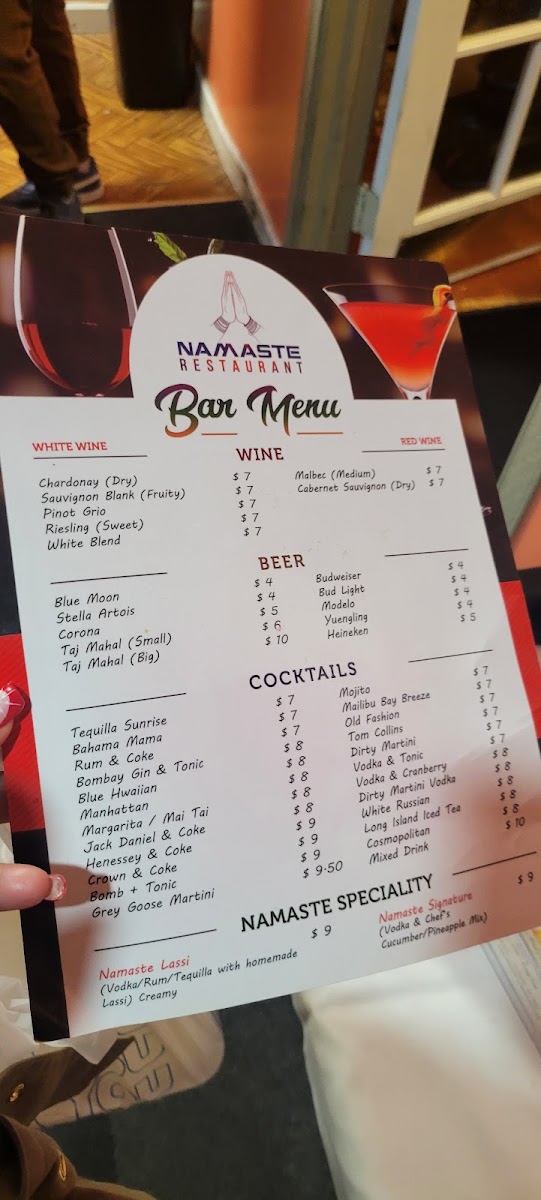 NAMASTE
RESTAURANT
Bar Menu
WHITE WINE
WINE
RED WINE
Chardonay (Dry) $ 7
Sauvignon Blank (Fruity) $ 7
Pinot Grio $ 7
Riesling (Sweet) $ 7
White Blend $ 7
Malbec (Medium) $ 7
Cabernet Sauvignon (Dry) $ 7
BEER
Blue Moon $ 4
Stella Artois $ 4
Corona $ 5
Taj Mahal (Small) $ 6
Taj Mahal (Big) $ 10
Budweiser $ 4
Bud Light $ 4
Modelo $ 4
Yuengling $ 4
Heineken $ 5
COCKTAILS
Tequilla Sunrise $ 7
Bahama Mama $ 7
Rum & Coke $ 7
Bombay Gin & Tonic $ 8
Blue Hwaiian $ 8
Manhattan $ 8
Margarita / Mai Tai $ 8
Jack Daniel & Coke $ 8
Henessey & Coke $ 9
Crown & Coke $ 9
Bomb + Tonic $ 9
Grey Goose Martini $ 9-50
Mojito $ 7
Mailibu Bay Breeze $ 7
Old Fashion $ 7
Tom Collins $ 7
Dirty Martini $ 7
Vodka & Tonic $ 7
Vodka & Cranberry $ 8
Dirty Martini Vodka $ 8
White Russian $ 8
Long Island Iced Tea $ 8
Cosmopolitan $ 8
Mixed Drink $ 10
NAMASTE SPECIALITY
Namaste Lassi $ 9
(Vodka/Rum/Tequilla with homemade
Lassi) Creamy
Namaste Signature $ 9
(Vodka & Chef's
Cucumber/Pineapple Mix)